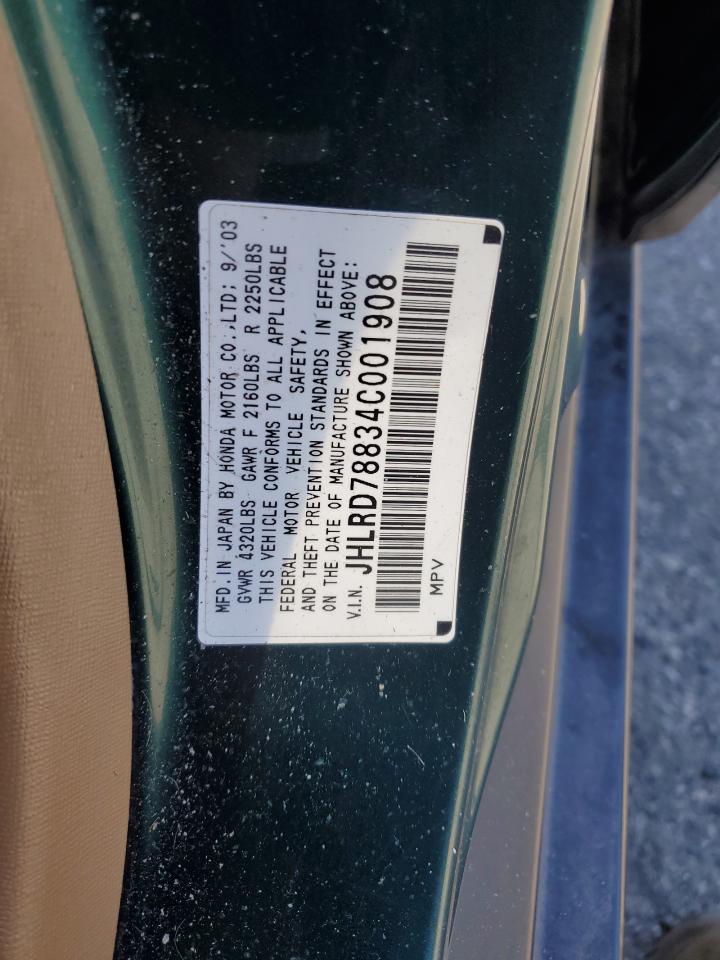 MFD. IN JAPAN BY HONDA MOTOR CO.,LTD; 9/'03
GVWR 4320LBS GAWR F 2160LBS R 2250LBS
THIS VEHICLE CONFORMS TO ALL APPLICABLE
FEDERAL MOTOR VEHICLE SAFETY,
AND THEFT PREVENTION STANDARDS IN EFFECT
ON THE DATE OF MANUFACTURE SHOWN ABOVE:
V.I.N. JHLRD78834C001908
MPV